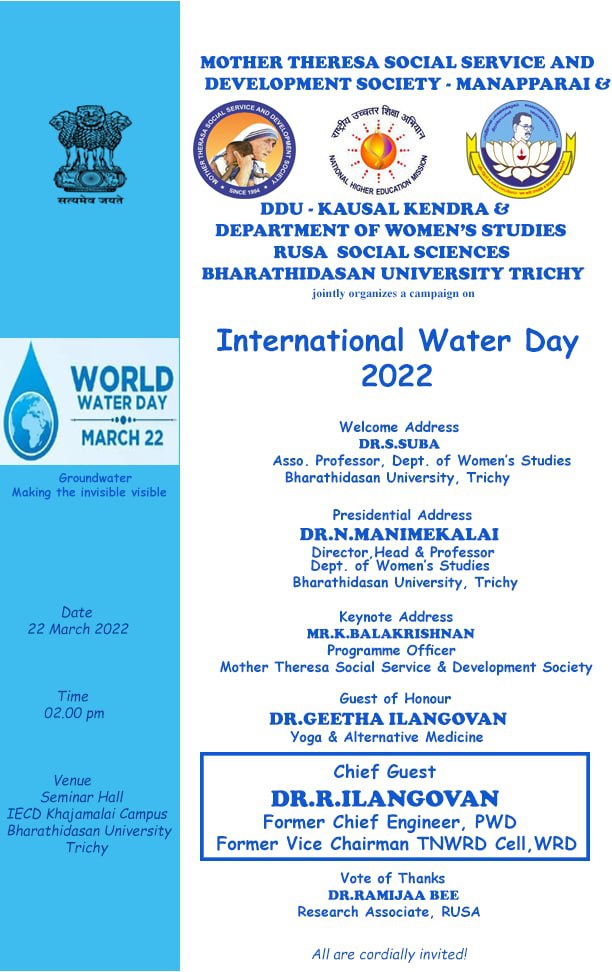 MOTHER THERESA SOCIAL SERVICE AND
DEVELOPMENT SOCIETY - MANAPPARAI &
MOTHER THERASA SOCIAL SERVICE AND DEVELOPMENT SOCIETY
SINCE 1994
राष्ट्रीय उच्चतर शिक्षा अभियान
NATIONAL HIGHER EDUCATION MISSION
DDU - KAUSAL KENDRA &
DEPARTMENT OF WOMEN'S STUDIES
RUSA SOCIAL SCIENCES
BHARATHIDASAN UNIVERSITY TRICHY
jointly organizes a campaign on
International Water Day
2022
Welcome Address
DR.S.SUBA
Asso. Professor, Dept. of Women's Studies
Bharathidasan University, Trichy
Presidential Address
DR.N.MANIMEKALAI
Director,Head & Professor
Dept. of Women's Studies
Bharathidasan University, Trichy
Keynote Address
MR.K.BALAKRISHNAN
Programme Officer
Mother Theresa Social Service & Development Society
Guest of Honour
DR.GEETHA ILANGOVAN
Yoga & Alternative Medicine
Chief Guest
DR.R.ILANGOVAN
Former Chief Engineer, PWD
Former Vice Chairman TNWRD Cell,WRD
Vote of Thanks
DR.RAMIJAA BEE
Research Associate, RUSA
All are cordially invited!
सत्यमेव जयते
WORLD
WATER DAY
MARCH 22
Groundwater
Making the invisible visible
Date
22 March 2022
Time
02.00 pm
Venue
Seminar Hall
IECD Khajamalai Campus
Bharathidasan University
Trichy